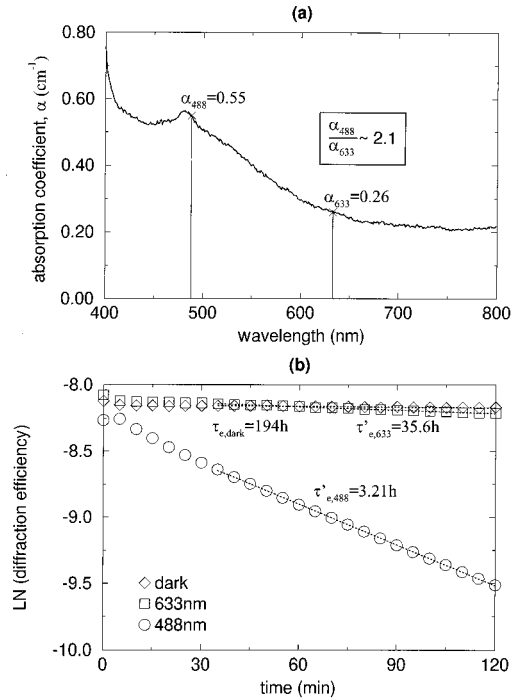 (a)
0.80
0.60
0.40
0.20
0.00
absorption coefficient, α (cm⁻¹)
α₄₈₈=0.55
α₄₈₈
α₆₃₃ ~ 2.1
α₆₃₃=0.26
400 500 600 700 800
wavelength (nm)
(b)
-8.0
-8.5
-9.0
-9.5
-10.0
LN (diffraction efficiency)
τe,dark=194h τ'e,633=35.6h
τ'e,488=3.21h
dark
633nm
488nm
0 30 60 90 120
time (min)